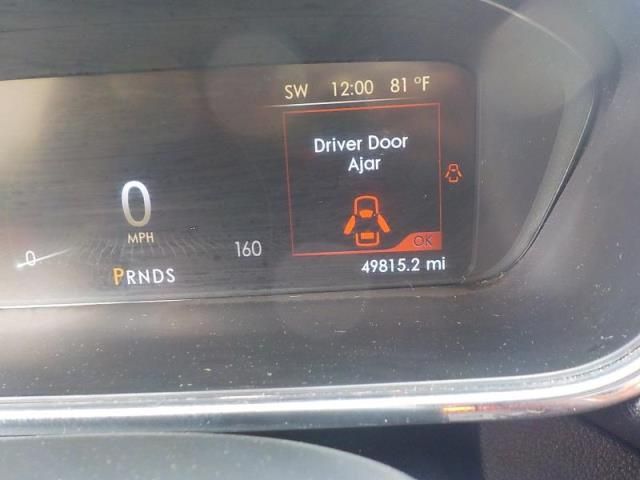 SW 12:00 81°F
Driver Door
Ajar
0
MPH
0
160
OK
PRNDS
49815.2 mi